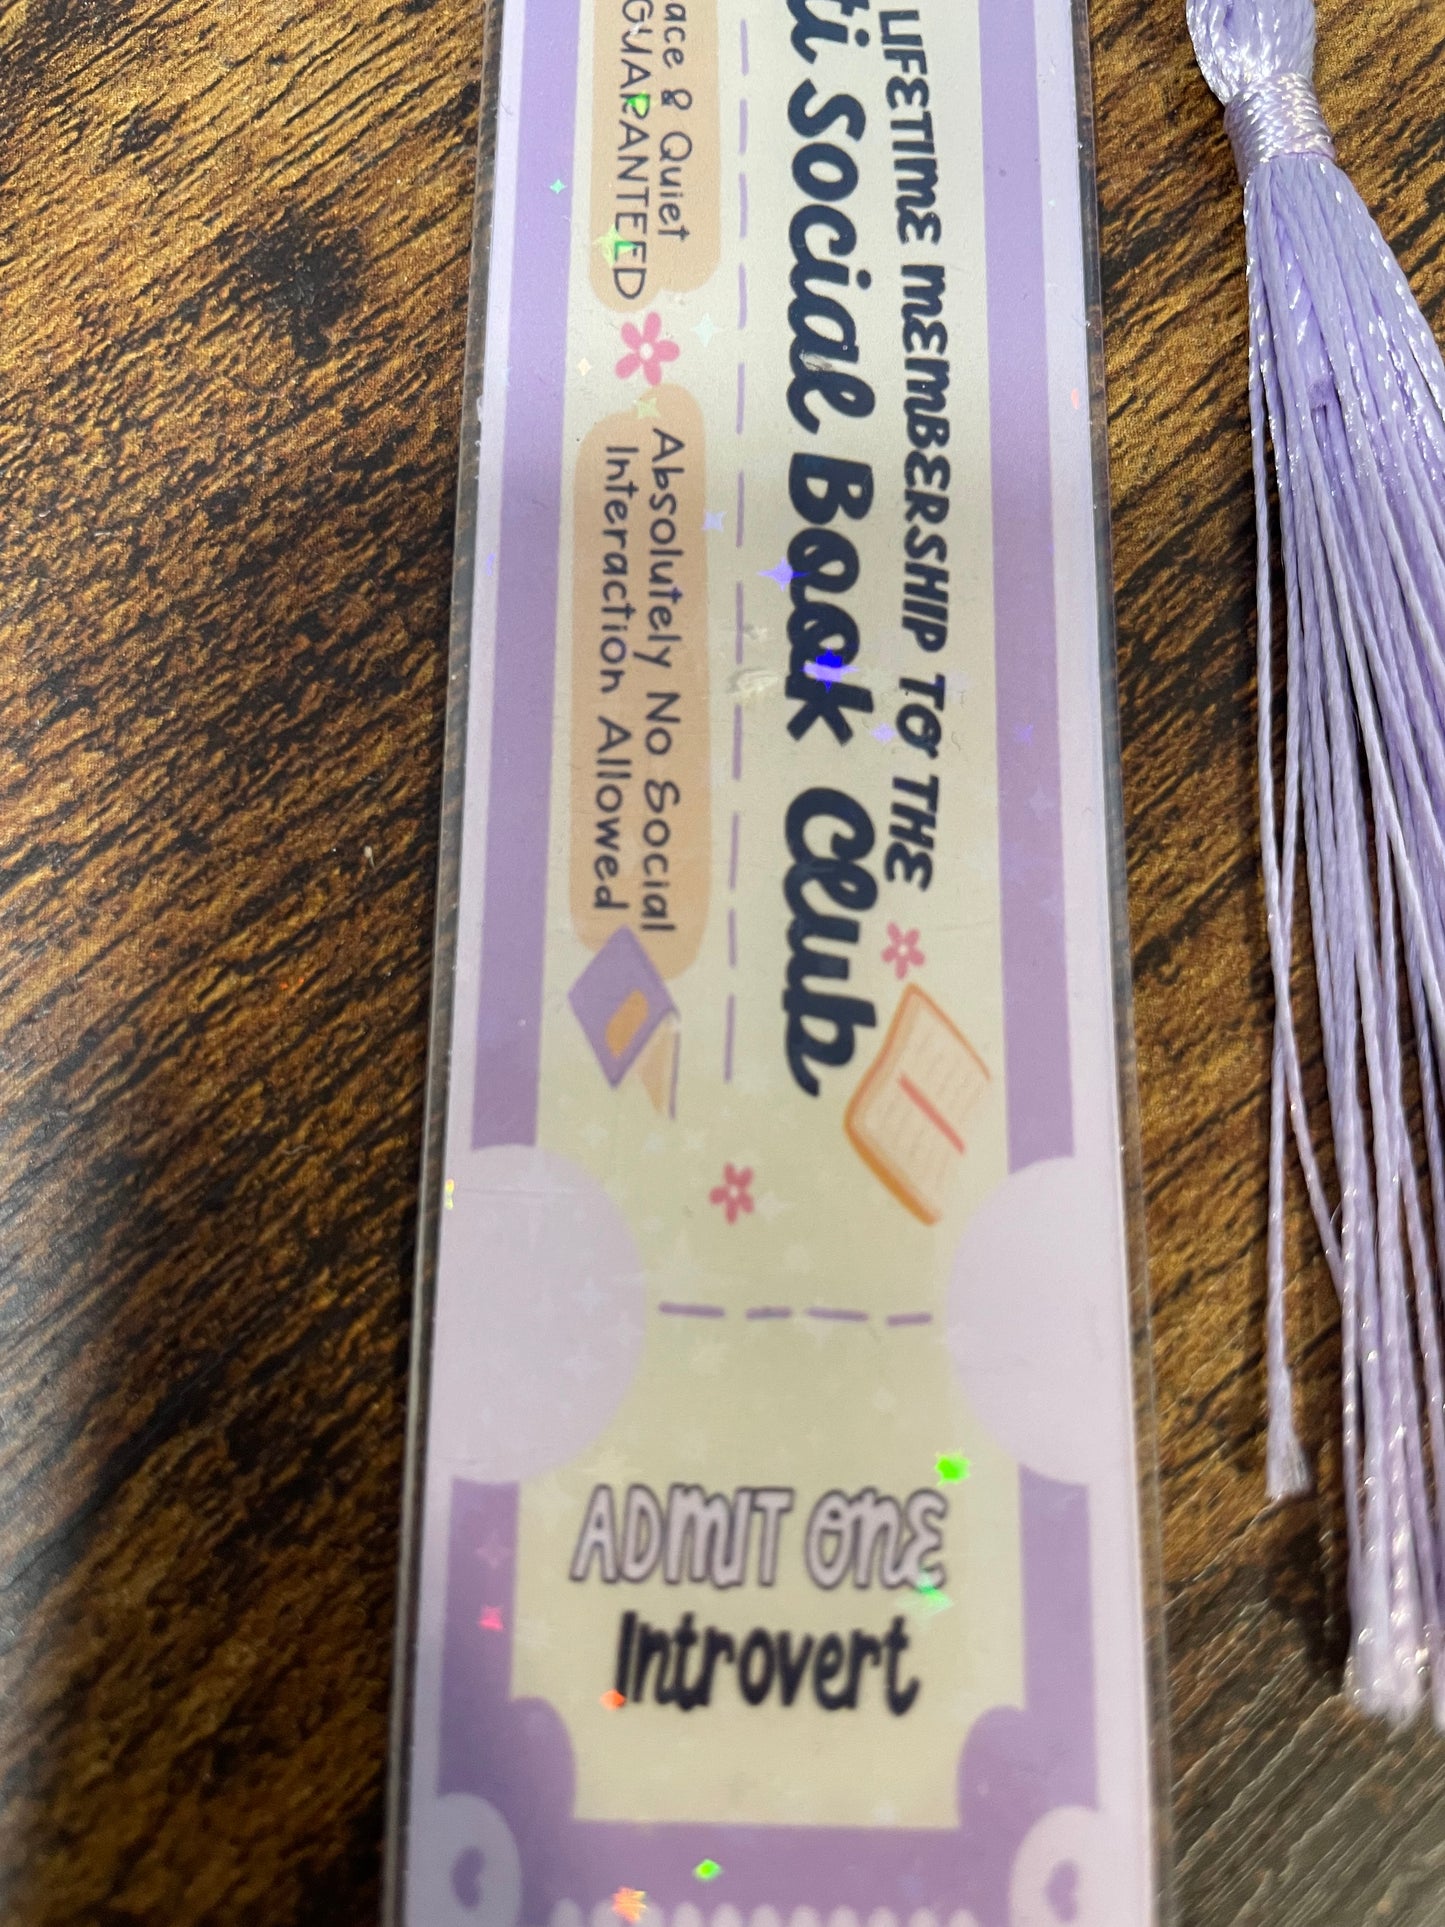 LIFETIME MEMBERSHIP TO THE
ti Social Book Club
ace & Quiet
GUARANTEED
Absolutely No Social
Interaction Allowed
ADMIT ONE
Introvert